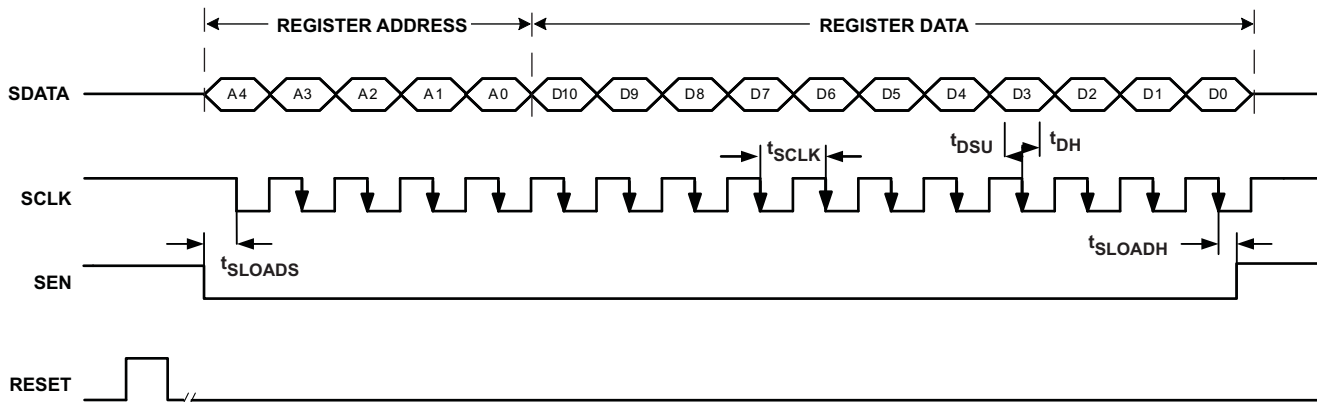 REGISTER ADDRESS REGISTER DATA
SDATA A4 A3 A2 A1 A0 D10 D9 D8 D7 D6 D5 D4 D3 D2 D1 D0
tSCLK tDSU tDH
SCLK
tSLOADS tSLOADH
SEN
RESET